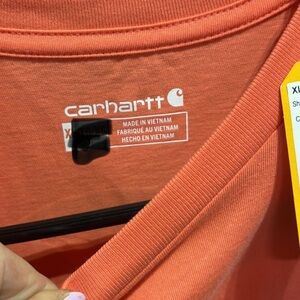 carhartt
MADE IN VIETNAM
FABRIQUÉ AU VIETNAM
HECHO EN VIETNAM